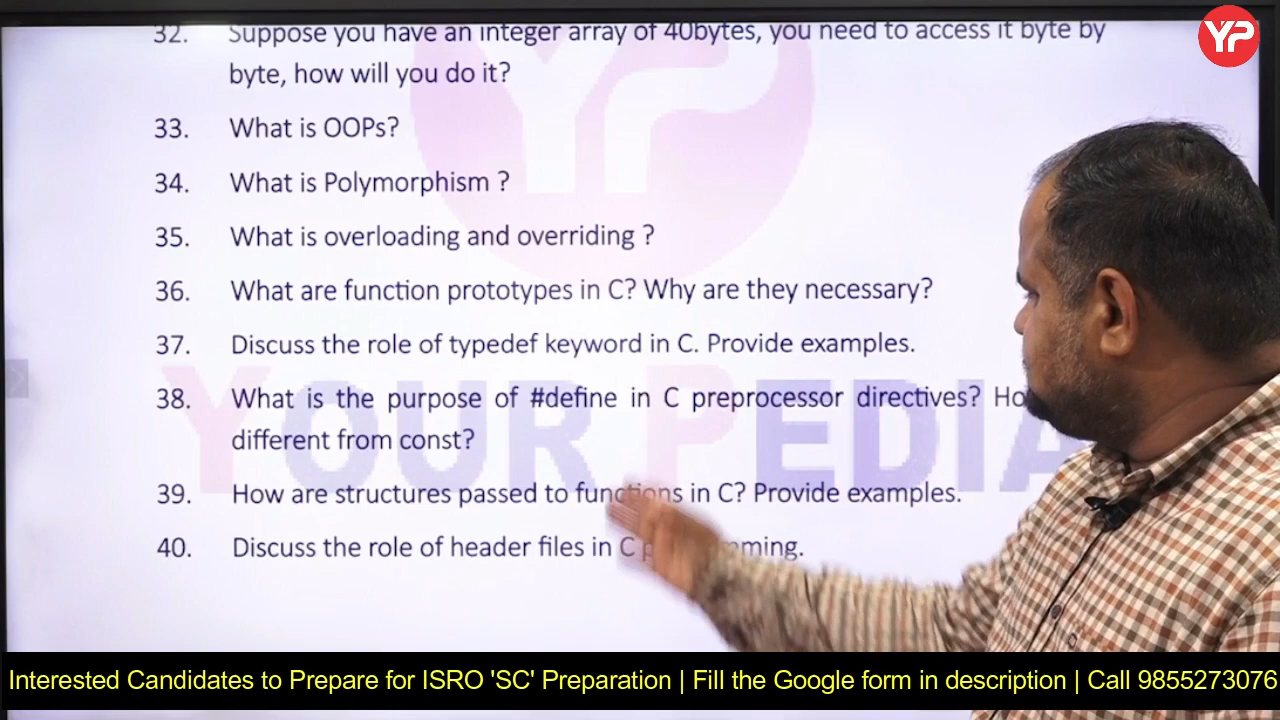 YP
32. Suppose you have an integer array of 40bytes, you need to access it byte by
byte, how will you do it?
33. What is OOPs?
34. What is Polymorphism ?
35. What is overloading and overriding ?
36. What are function prototypes in C? Why are they necessary?
37. Discuss the role of typedef keyword in C. Provide examples.
38. What is the purpose of #define in C preprocessor directives?
different from const?
39. How are structures passed to functions in C? Provide examples.
40. Discuss the role of header files in C
YP
YOUR PEDIA
Interested Candidates to Prepare for ISRO 'SC' Preparation | Fill the Google form in description | Call 9855273076